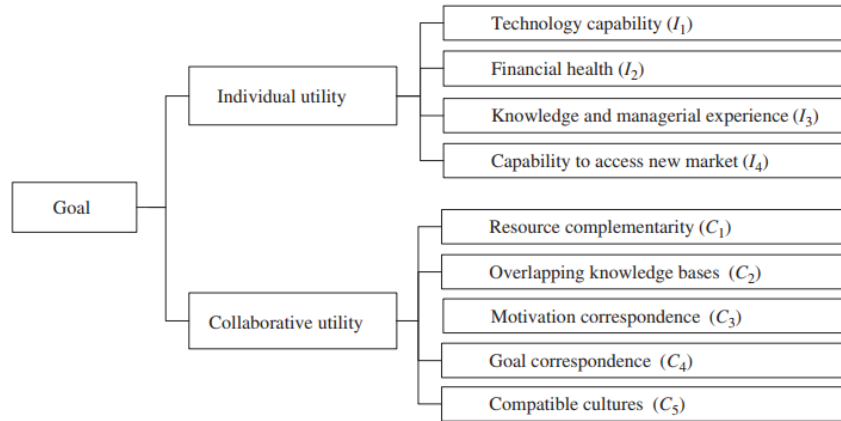 Technology capability (I₁)
Financial health (I₂)
Individual utility
Knowledge and managerial experience (I₃)
Capability to access new market (I₄)
Goal
Resource complementarity (C₁)
Overlapping knowledge bases (C₂)
Collaborative utility
Motivation correspondence (C₃)
Goal correspondence (C₄)
Compatible cultures (C₅)